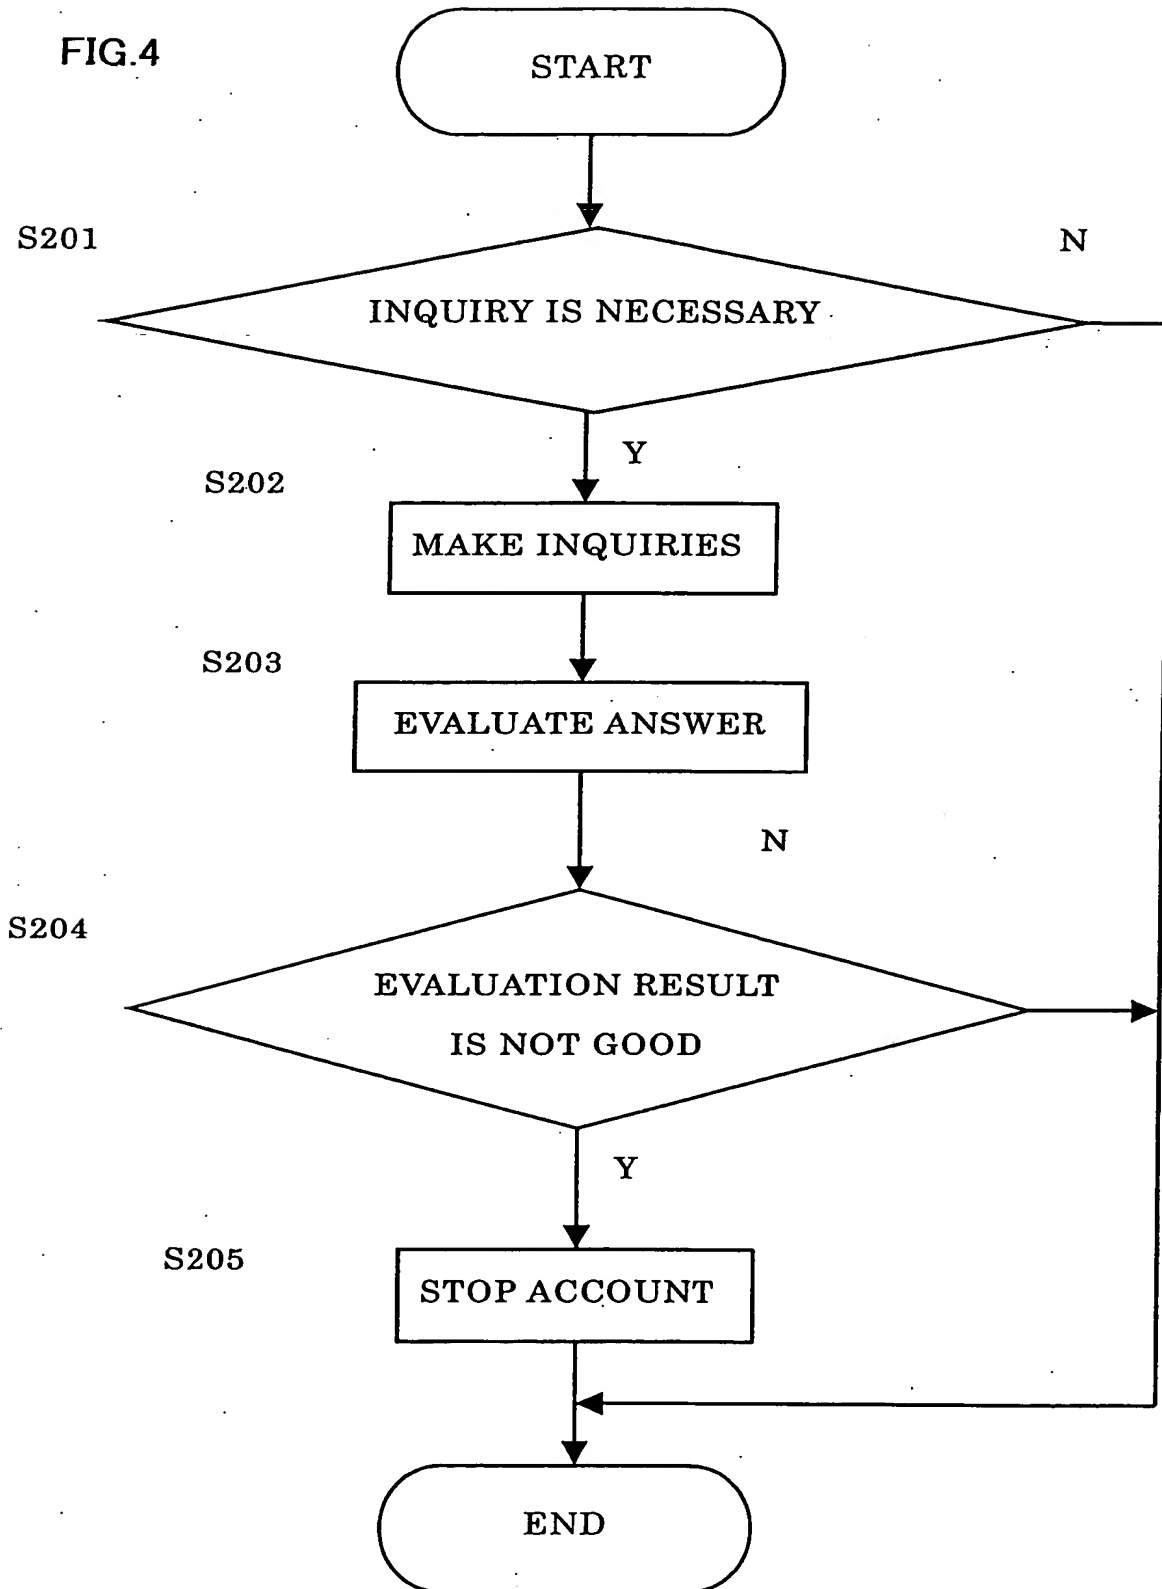 FIG.4
START
S201
N
INQUIRY IS NECESSARY
Y
S202
MAKE INQUIRIES
S203
EVALUATE ANSWER
N
S204
EVALUATION RESULT
IS NOT GOOD
Y
S205
STOP ACCOUNT
END